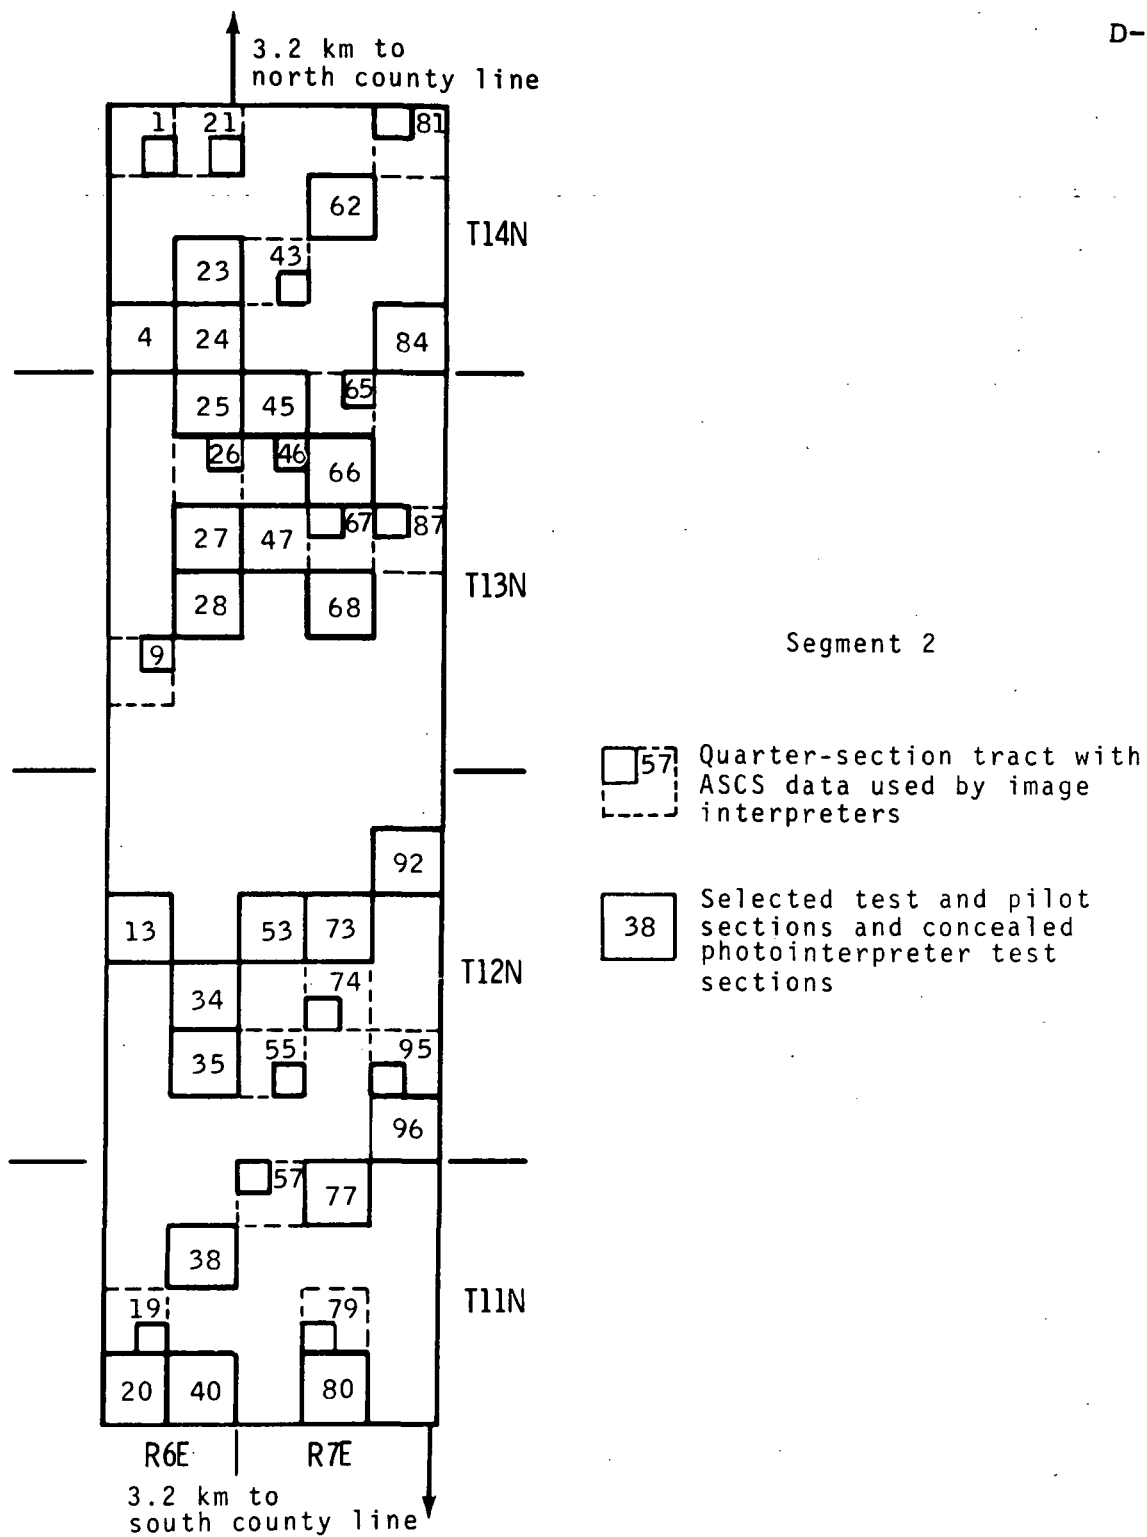 D-
3.2 km to
north county line
1 21 81
62
T14N
23 43
4 24 84
25 45 65
26 46 66
27 47 67 87
T13N
28 68
9
Segment 2
57 Quarter-section tract with
ASCS data used by image
interpreters
92
38 Selected test and pilot
sections and concealed
photointerpreter test
sections
13 53 73
T12N
34 74
35 55 95
96
57 77
38
T11N
19 79
20 40 80
R6E R7E
3.2 km to
south county line